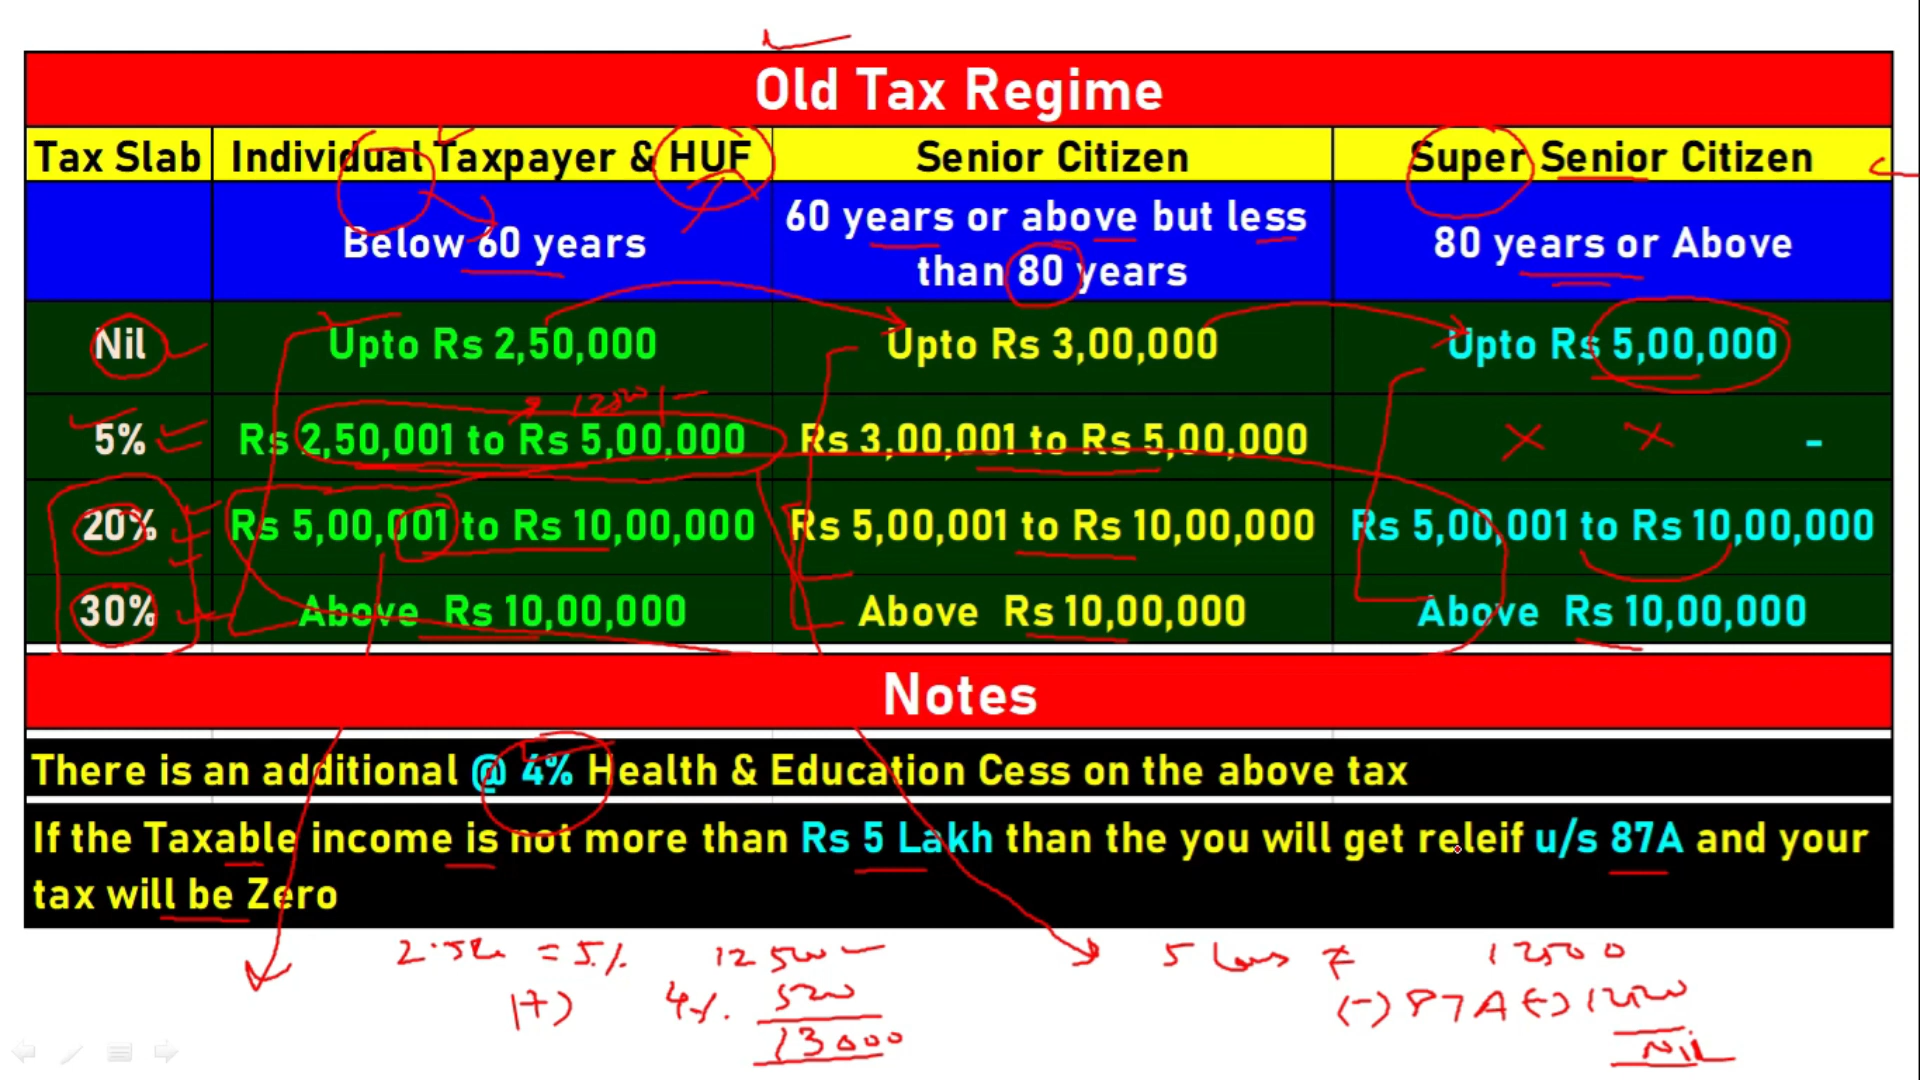 Old Tax Regime
Tax Slab Individual Taxpayer & HUF Senior Citizen Super Senior Citizen
Below 60 years 60 years or above but less than 80 years 80 years or Above
Nil Upto Rs 2,50,000 Upto Rs 3,00,000 Upto Rs 5,00,000
12500/-
5% Rs 2,50,001 to Rs 5,00,000 Rs 3,00,001 to Rs 5,00,000 -
20% Rs 5,00,001 to Rs 10,00,000 Rs 5,00,001 to Rs 10,00,000 Rs 5,00,001 to Rs 10,00,000
30% Above Rs 10,00,000 Above Rs 10,00,000 Above Rs 10,00,000
Notes
There is an additional @ 4% Health & Education Cess on the above tax
If the Taxable income is not more than Rs 5 Lakh than the you will get releif u/s 87A and your
tax will be Zero
= 5% 12500 - 5 12500
(+) 4%. 500 (-) 87A (-) 12500
13000 Nil